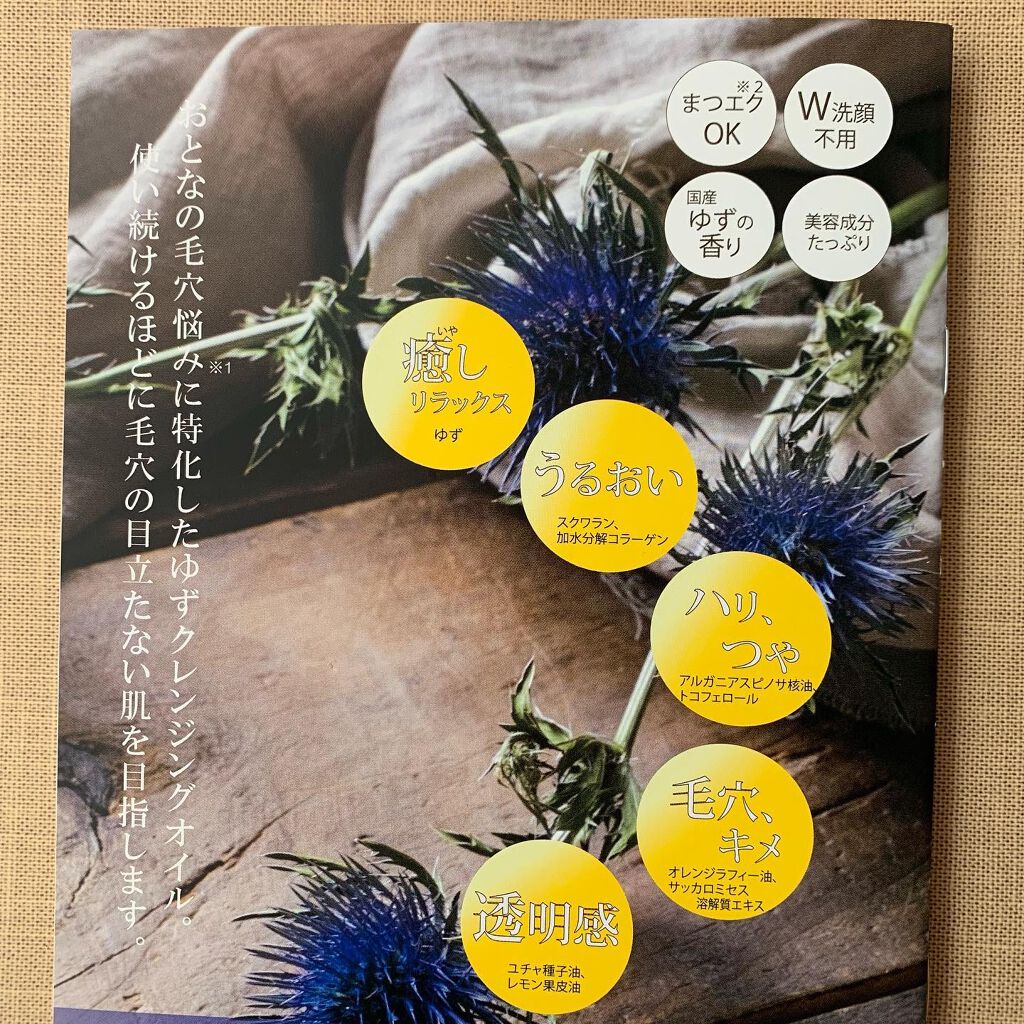 おとなの毛穴悩みに特化したゆずクレンジングオイル。
※1
使い続けるほどに毛穴の目立たない肌を目指します。
※2
まつエク
OK
W洗顔
不用
国産
ゆずの
香り
美容成分
たっぷり
いや
癒し
リラックス
ゆず
うるおい
スクワラン、
加水分解コラーゲン
ハリ、
つや
アルガニアスピノサ核油、
トコフェロール
毛穴、
キメ
オレンジラフィー油、
サッカロミセス
溶解質エキス
透明感
ユチャ種子油、
レモン果皮油